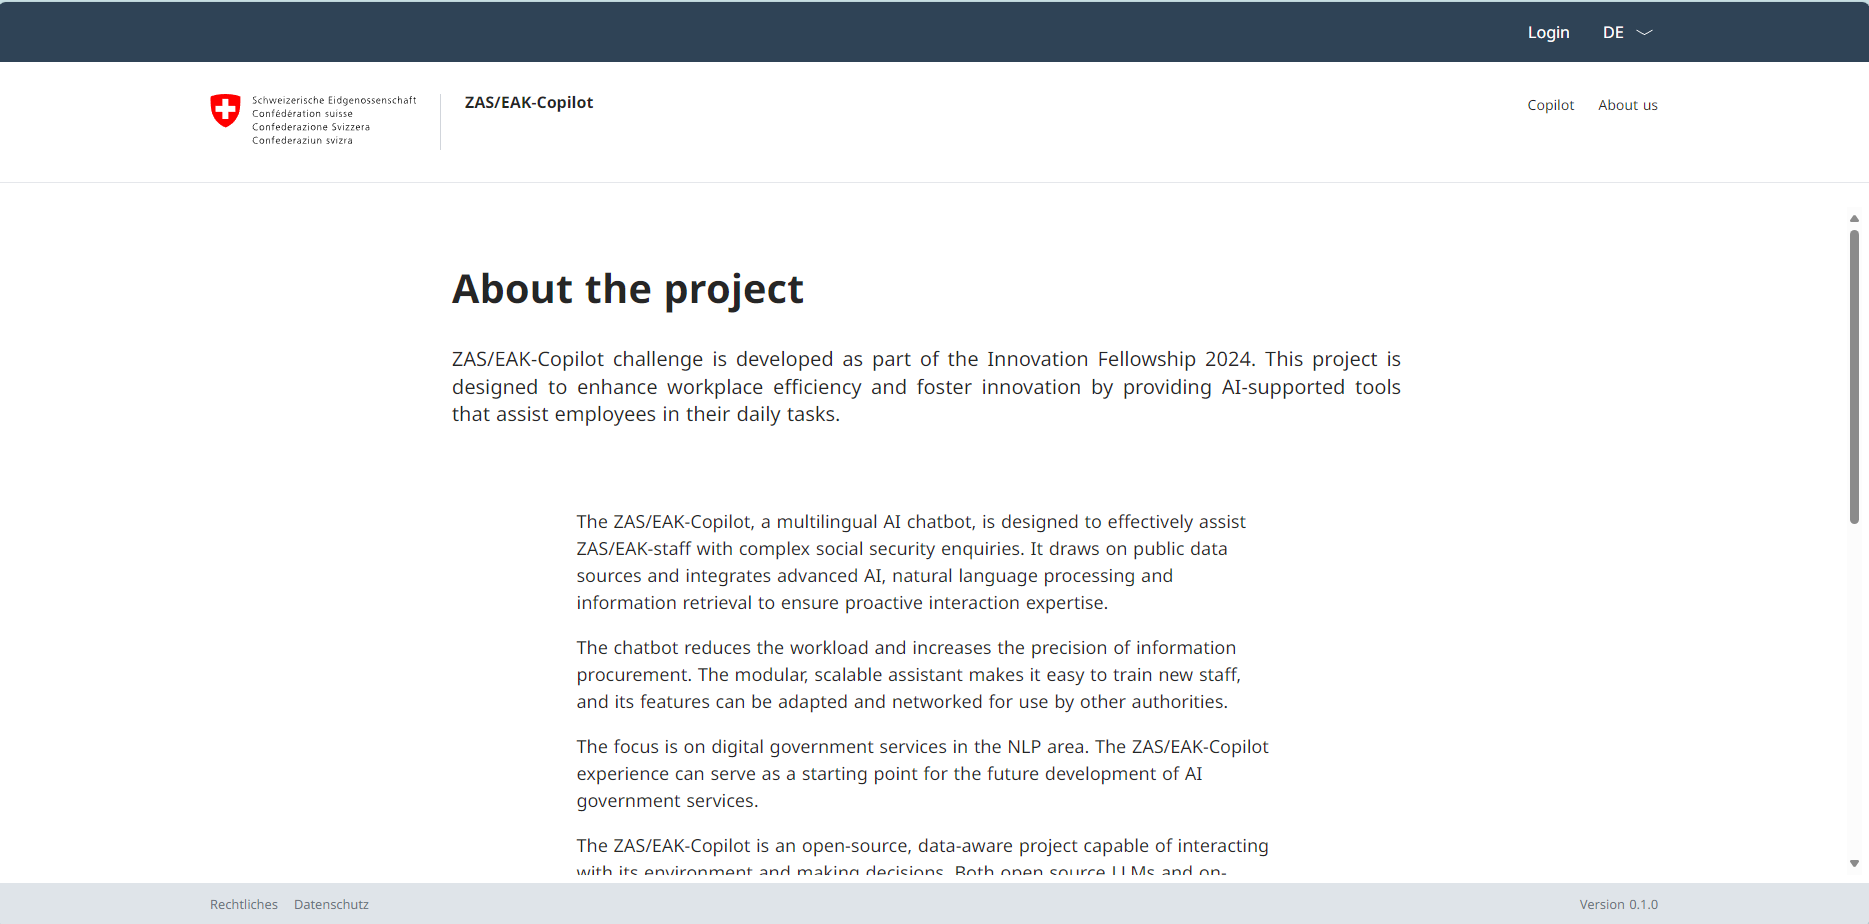 Login DE
Schweizerische Eidgenossenschaft
Confédération suisse
Confederazione Svizzera
Confederaziun svizra
ZAS/EAK-Copilot
Copilot About us
About the project
ZAS/EAK-Copilot challenge is developed as part of the Innovation Fellowship 2024. This project is
designed to enhance workplace efficiency and foster innovation by providing AI-supported tools
that assist employees in their daily tasks.
The ZAS/EAK-Copilot, a multilingual AI chatbot, is designed to effectively assist
ZAS/EAK-staff with complex social security enquiries. It draws on public data
sources and integrates advanced AI, natural language processing and
information retrieval to ensure proactive interaction expertise.
The chatbot reduces the workload and increases the precision of information
procurement. The modular, scalable assistant makes it easy to train new staff,
and its features can be adapted and networked for use by other authorities.
The focus is on digital government services in the NLP area. The ZAS/EAK-Copilot
experience can serve as a starting point for the future development of AI
government services.
The ZAS/EAK-Copilot is an open-source, data-aware project capable of interacting
with its environment and making decisions. Both open source LLMs and on-
Rechtliches Datenschutz
Version 0.1.0